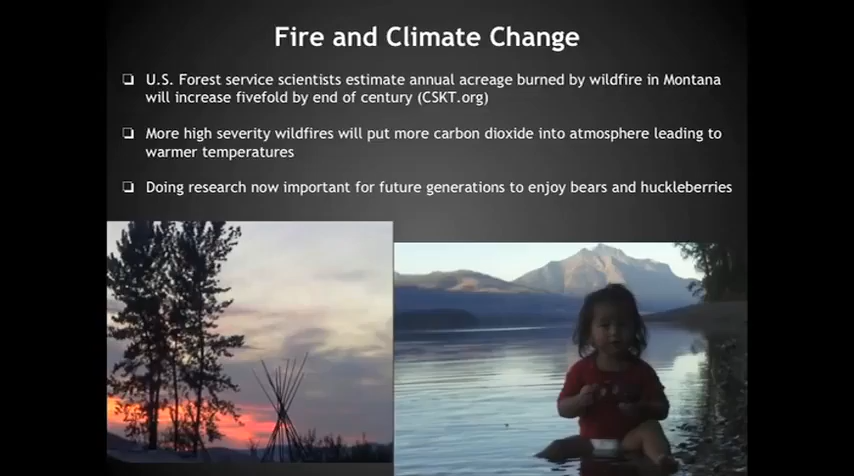 Fire and Climate Change
❑ U.S. Forest service scientists estimate annual acreage burned by wildfire in Montana
will increase fivefold by end of century (CSKT.org)
❑ More high severity wildfires will put more carbon dioxide into atmosphere leading to
warmer temperatures
❑ Doing research now important for future generations to enjoy bears and huckleberries